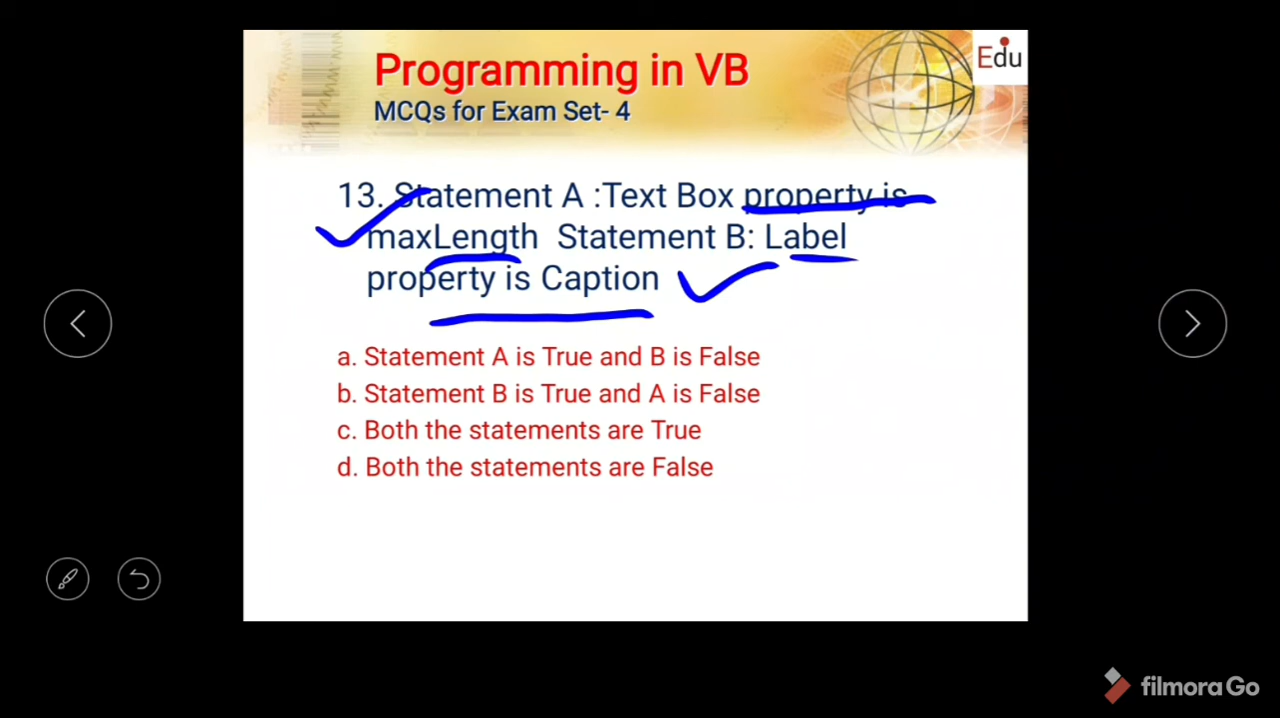 Programming in VB
Edu
MCQs for Exam Set- 4
13. Statement A :Text Box property is
maxLength Statement B: Label
property is Caption
a. Statement A is True and B is False
b. Statement B is True and A is False
c. Both the statements are True
d. Both the statements are False
filmoraGo